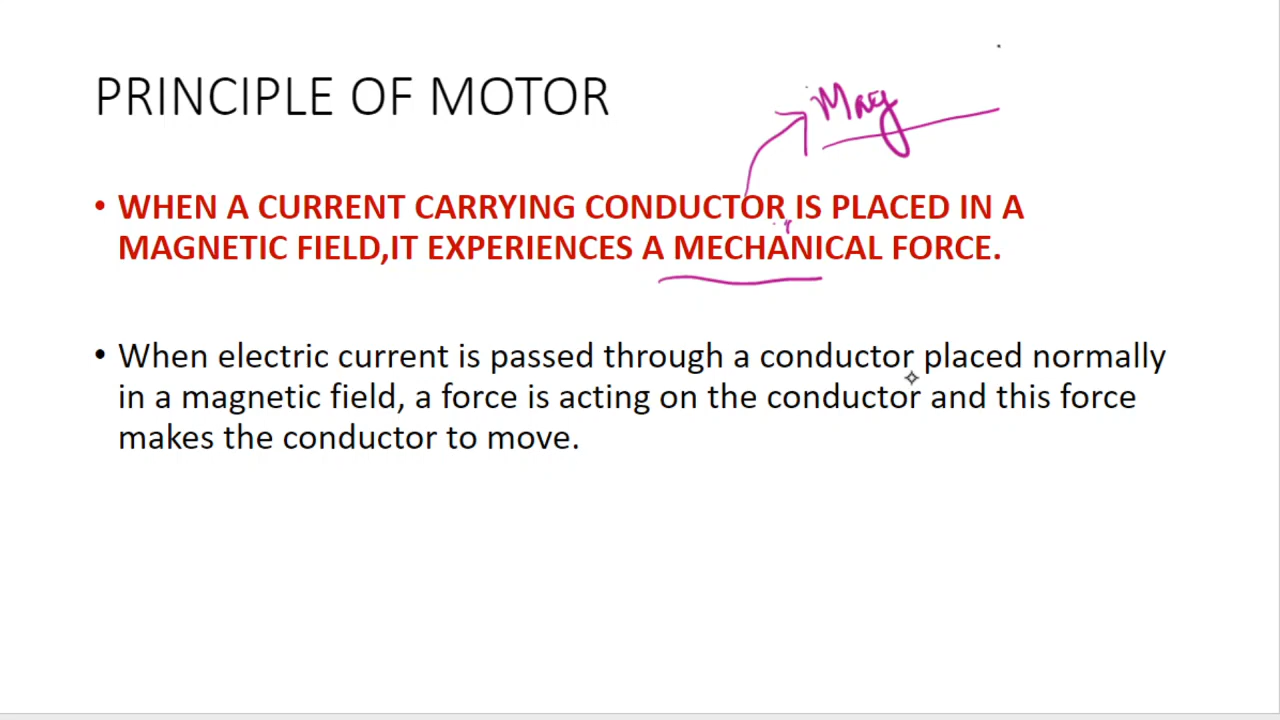 PRINCIPLE OF MOTOR
Mag
• WHEN A CURRENT CARRYING CONDUCTOR IS PLACED IN A
MAGNETIC FIELD,IT EXPERIENCES A MECHANICAL FORCE.
• When electric current is passed through a conductor placed normally
in a magnetic field, a force is acting on the conductor and this force
makes the conductor to move.